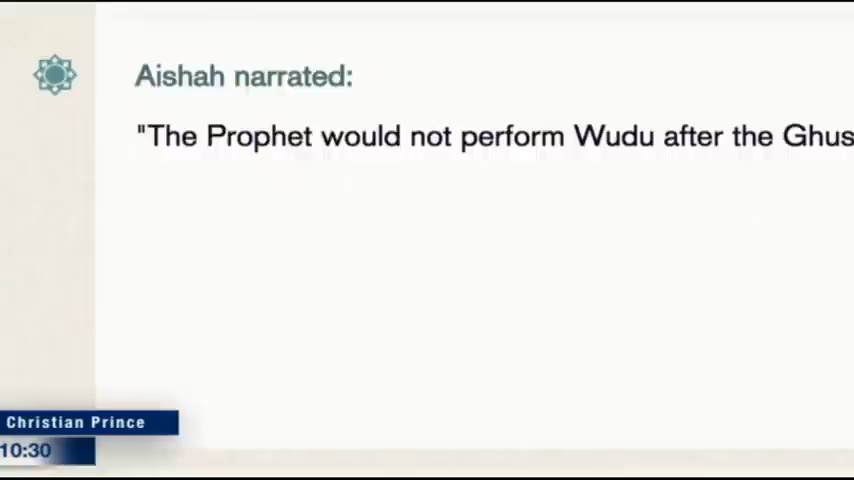 Aishah narrated:
"The Prophet would not perform Wudu after the Ghus
Christian Prince
10:30